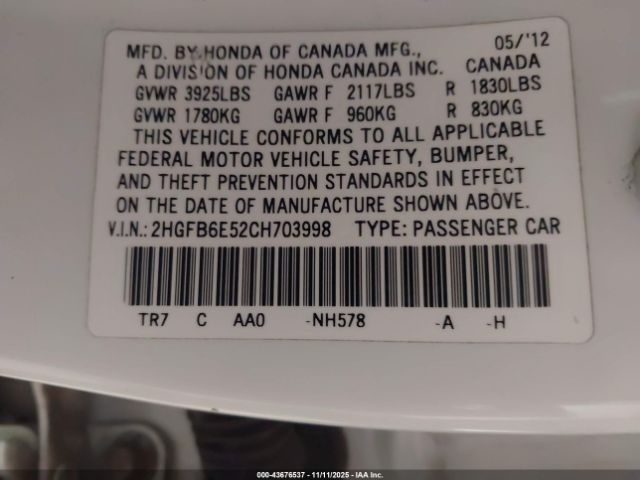 MFD. BY HONDA OF CANADA MFG., 05/'12
A DIVISION OF HONDA CANADA INC. CANADA
GVWR 3925LBS GAWR F 2117LBS R 1830LBS
GVWR 1780KG GAWR F 960KG R 830KG
THIS VEHICLE CONFORMS TO ALL APPLICABLE
FEDERAL MOTOR VEHICLE SAFETY, BUMPER,
AND THEFT PREVENTION STANDARDS IN EFFECT
ON THE DATE OF MANUFACTURE SHOWN ABOVE.
V.I.N.: 2HGFB6E52CH703998 TYPE: PASSENGER CAR
TR7 C AA0 -NH578 -A -H
000-43676537 - 11/11/2025 - IAA Inc.